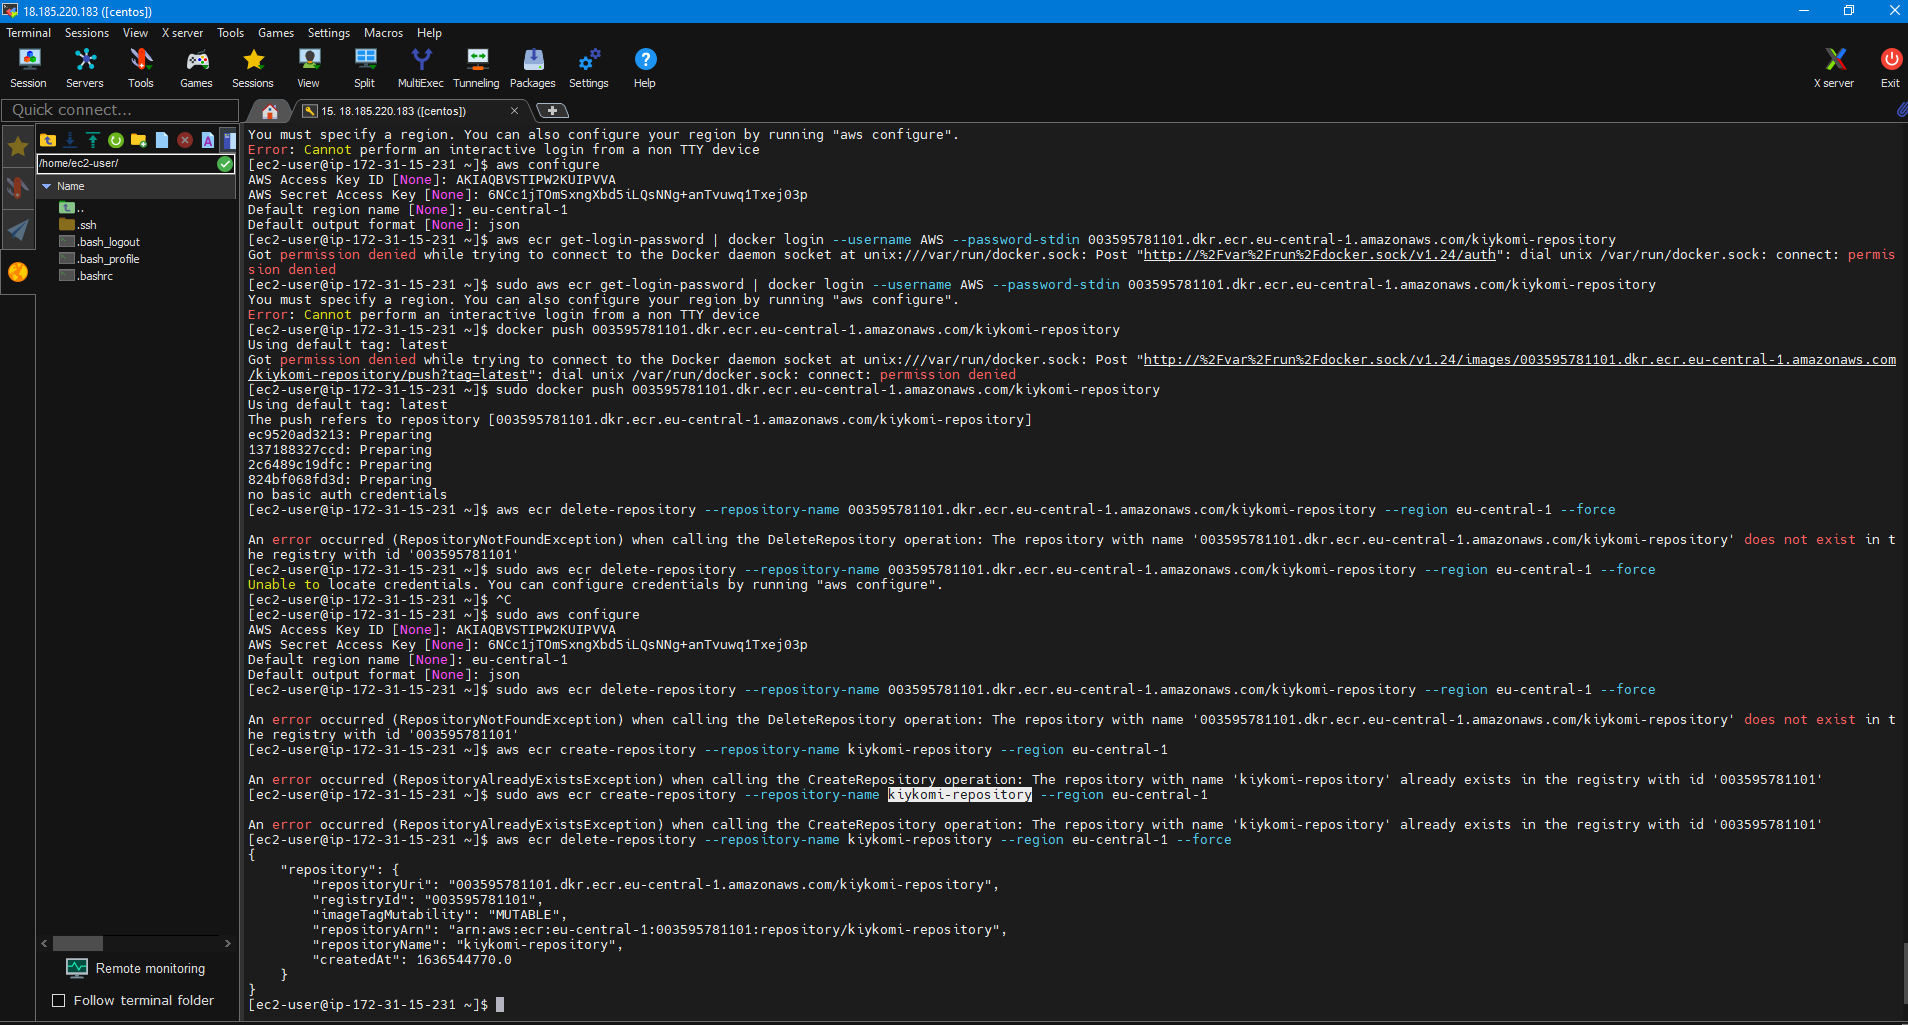 18.185.220.183 ([centos])
Terminal Sessions View X server Tools Games Settings Macros Help
Session Servers Tools Games Sessions View Split MultiExec Tunneling Packages Settings Help X server Exit
Quick connect...
15. 18.185.220.183 ([centos])
/home/ec2-user/
Name
..
.ssh
.bash_logout
.bash_profile
.bashrc
Remote monitoring
Follow terminal folder
You must specify a region. You can also configure your region by running "aws configure".
Error: Cannot perform an interactive login from a non TTY device
[ec2-user@ip-172-31-15-231 ~]$ aws configure
AWS Access Key ID [None]: AKIAQBVSTIPW2KUIPVVA
AWS Secret Access Key [None]: 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
Default region name [None]: eu-central-1
Default output format [None]: json
[ec2-user@ip-172-31-15-231 ~]$ aws ecr get-login-password | docker login --username AWS --password-stdin 003595781101.dkr.ecr.eu-central-1.amazonaws.com/kiykomi-repository
Got permission denied while trying to connect to the Docker daemon socket at unix:///var/run/docker.sock: Post "http://%2Fvar%2Frun%2Fdocker.sock/v1.24/auth": dial unix /var/run/docker.sock: connect: permis
sion denied
[ec2-user@ip-172-31-15-231 ~]$ sudo aws ecr get-login-password | docker login --username AWS --password-stdin 003595781101.dkr.ecr.eu-central-1.amazonaws.com/kiykomi-repository
You must specify a region. You can also configure your region by running "aws configure".
Error: Cannot perform an interactive login from a non TTY device
[ec2-user@ip-172-31-15-231 ~]$ docker push 003595781101.dkr.ecr.eu-central-1.amazonaws.com/kiykomi-repository
Using default tag: latest
Got permission denied while trying to connect to the Docker daemon socket at unix:///var/run/docker.sock: Post "http://%2Fvar%2Frun%2Fdocker.sock/v1.24/images/003595781101.dkr.ecr.eu-central-1.amazonaws.com
/kiykomi-repository/push?tag=latest": dial unix /var/run/docker.sock: connect: permission denied
[ec2-user@ip-172-31-15-231 ~]$ sudo docker push 003595781101.dkr.ecr.eu-central-1.amazonaws.com/kiykomi-repository
Using default tag: latest
The push refers to repository [003595781101.dkr.ecr.eu-central-1.amazonaws.com/kiykomi-repository]
ec9520ad3213: Preparing
137188327ccd: Preparing
2c6489c19dfc: Preparing
824bf068fd3d: Preparing
no basic auth credentials
[ec2-user@ip-172-31-15-231 ~]$ aws ecr delete-repository --repository-name 003595781101.dkr.ecr.eu-central-1.amazonaws.com/kiykomi-repository --region eu-central-1 --force
An error occurred (RepositoryNotFoundException) when calling the DeleteRepository operation: The repository with name '003595781101.dkr.ecr.eu-central-1.amazonaws.com/kiykomi-repository' does not exist in t
he registry with id '003595781101'
[ec2-user@ip-172-31-15-231 ~]$ sudo aws ecr delete-repository --repository-name 003595781101.dkr.ecr.eu-central-1.amazonaws.com/kiykomi-repository --region eu-central-1 --force
Unable to locate credentials. You can configure credentials by running "aws configure".
[ec2-user@ip-172-31-15-231 ~]$ ^C
[ec2-user@ip-172-31-15-231 ~]$ sudo aws configure
AWS Access Key ID [None]: AKIAQBVSTIPW2KUIPVVA
AWS Secret Access Key [None]: 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
Default region name [None]: eu-central-1
Default output format [None]: json
[ec2-user@ip-172-31-15-231 ~]$ sudo aws ecr delete-repository --repository-name 003595781101.dkr.ecr.eu-central-1.amazonaws.com/kiykomi-repository --region eu-central-1 --force
An error occurred (RepositoryNotFoundException) when calling the DeleteRepository operation: The repository with name '003595781101.dkr.ecr.eu-central-1.amazonaws.com/kiykomi-repository' does not exist in t
he registry with id '003595781101'
[ec2-user@ip-172-31-15-231 ~]$ aws ecr create-repository --repository-name kiykomi-repository --region eu-central-1
An error occurred (RepositoryAlreadyExistsException) when calling the CreateRepository operation: The repository with name 'kiykomi-repository' already exists in the registry with id '003595781101'
[ec2-user@ip-172-31-15-231 ~]$ sudo aws ecr create-repository --repository-name kiykomi-repository --region eu-central-1
An error occurred (RepositoryAlreadyExistsException) when calling the CreateRepository operation: The repository with name 'kiykomi-repository' already exists in the registry with id '003595781101'
[ec2-user@ip-172-31-15-231 ~]$ aws ecr delete-repository --repository-name kiykomi-repository --region eu-central-1 --force
{
"repository": {
"repositoryUri": "003595781101.dkr.ecr.eu-central-1.amazonaws.com/kiykomi-repository",
"registryId": "003595781101",
"imageTagMutability": "MUTABLE",
"repositoryArn": "arn:aws:ecr:eu-central-1:003595781101:repository/kiykomi-repository",
"repositoryName": "kiykomi-repository",
"createdAt": 1636544770.0
}
}
[ec2-user@ip-172-31-15-231 ~]$